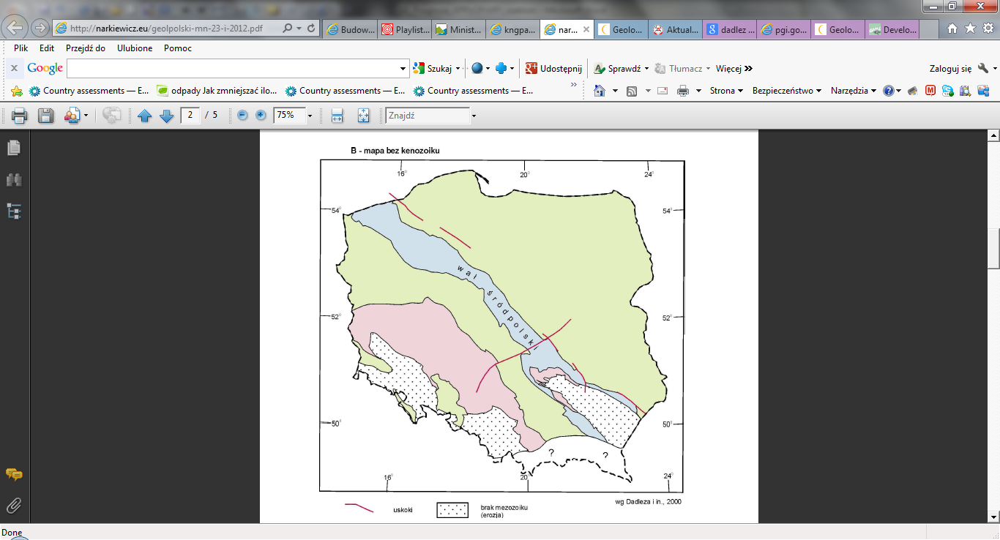 http://narkiewicz.eu/geolpolski-mn-23-i-2012.pdf
Budow...
Playlist...
Minist...
kngpa...
nar...
Geolo...
Aktual...
dadlez ...
pgi.go...
Geolo...
Develo...
Plik Edit Przejdź do Ulubione Pomoc
x Google Szukaj Udostępnij Sprawdź Tłumacz Więcej >> Zaloguj się
Country assessments — E... odpady Jak zmniejszać ilo... Country assessments — E... Country assessments — E... >> Strona Bezpieczeństwo Narzędzia
2 / 5 75% Znajdź
B - mapa bez kenozoiku
16° 20° 24°
54° 54°
wał śródpolski
52° 52°
50° 50°
? ?
16° 20 24°
wg Dadleza i in., 2000
uskoki
brak mezozoiku
(erozja)
Done